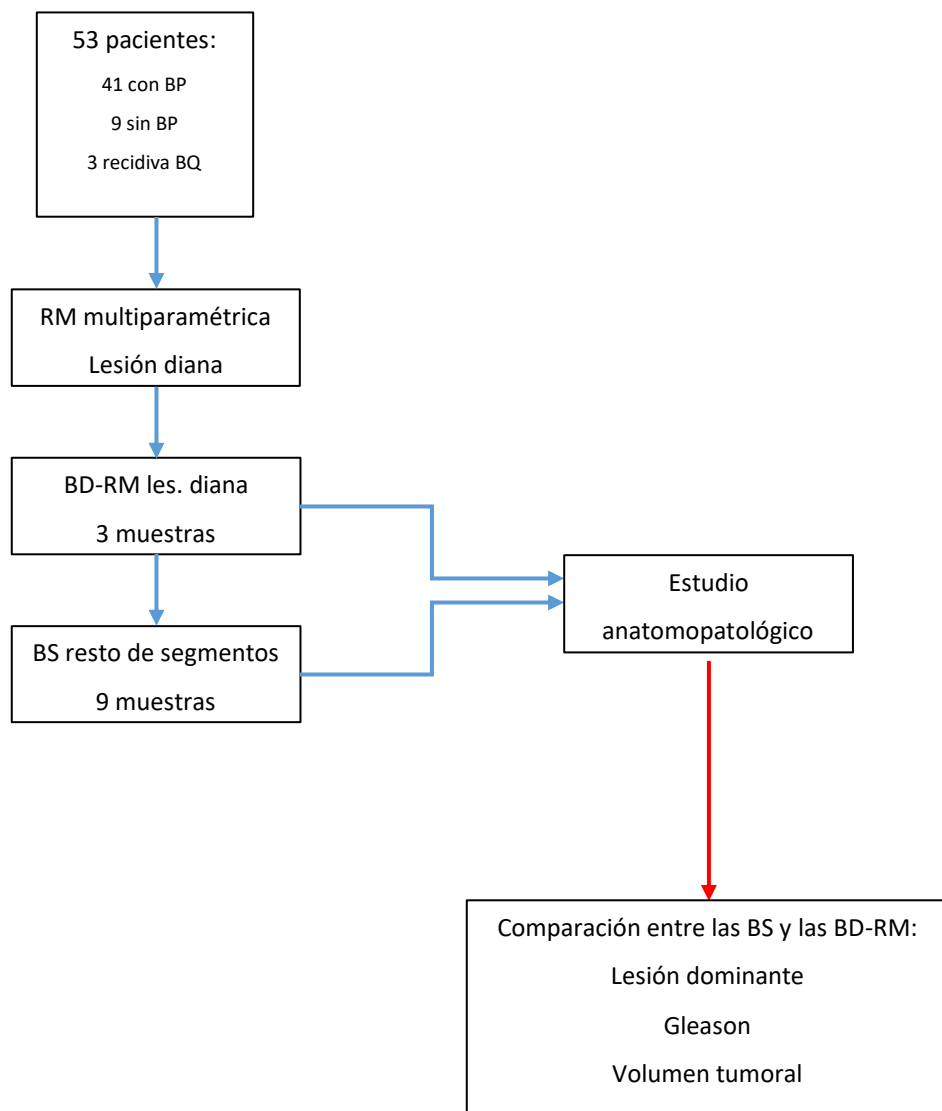 53 pacientes:
41 con BP
9 sin BP
3 recidiva BQ
RM multiparamétrica
Lesión diana
BD-RM les. diana
3 muestras
BS resto de segmentos
9 muestras
Estudio
anatomopatológico
Comparación entre las BS y las BD-RM:
Lesión dominante
Gleason
Volumen tumoral